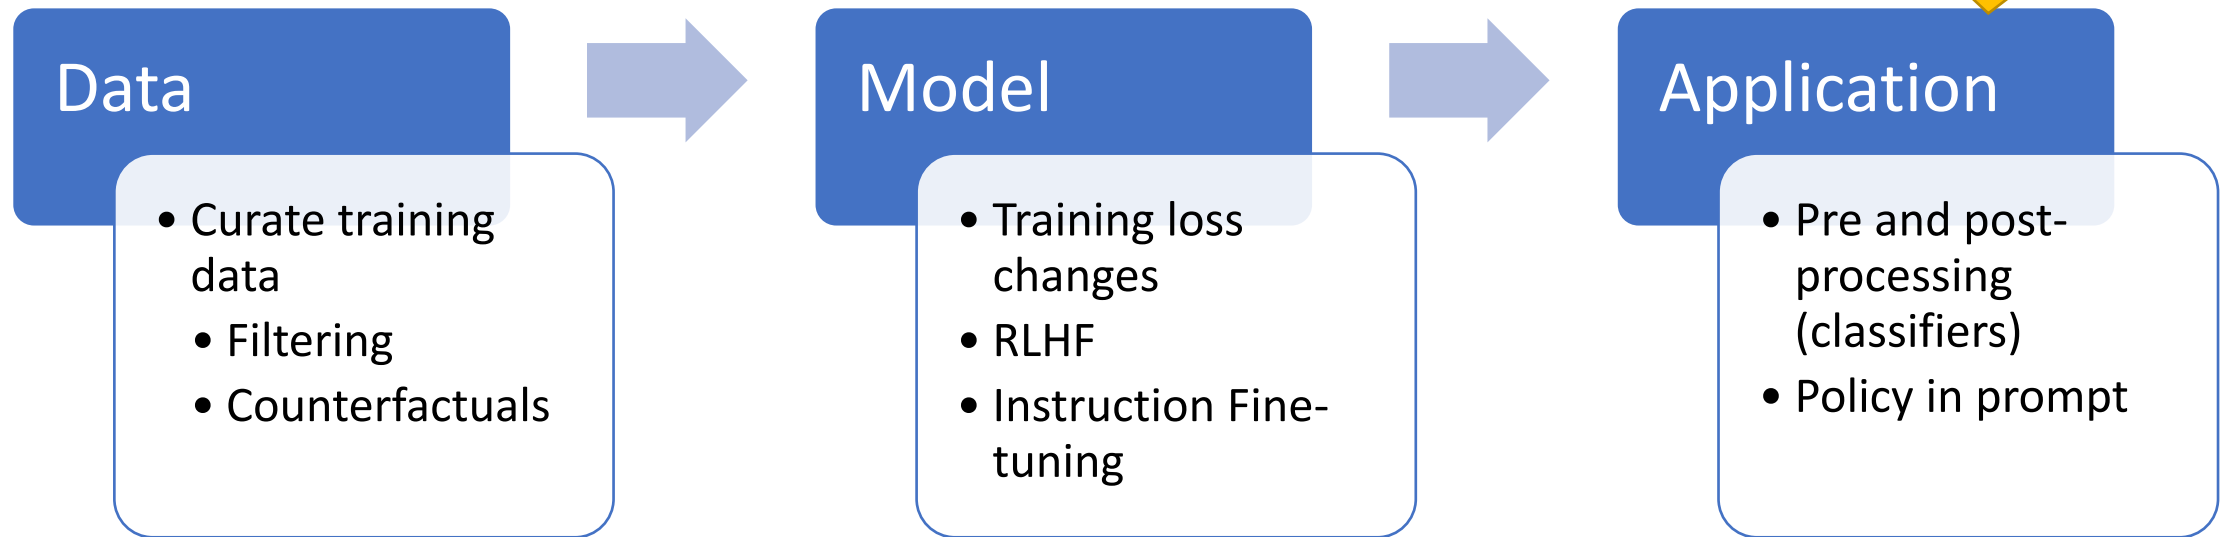 Data
• Curate training
data
• Filtering
• Counterfactuals
Model
• Training loss
changes
• RLHF
• Instruction Fine-
tuning
Application
• Pre and post-
processing
(classifiers)
• Policy in prompt